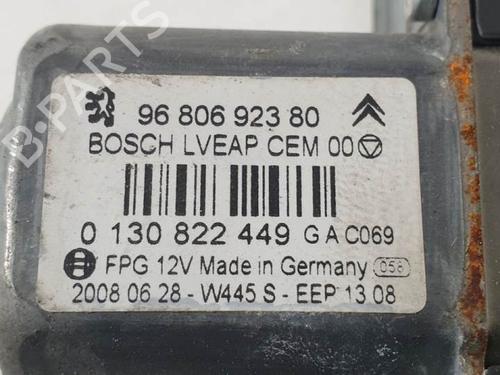 96 806 923 80
BOSCH LVEAP CEM 00
0 130 822 449 G A C069
FPG 12V Made in Germany 058
2008 06 28 - W445 S - EEP 13 08
B-PARTS